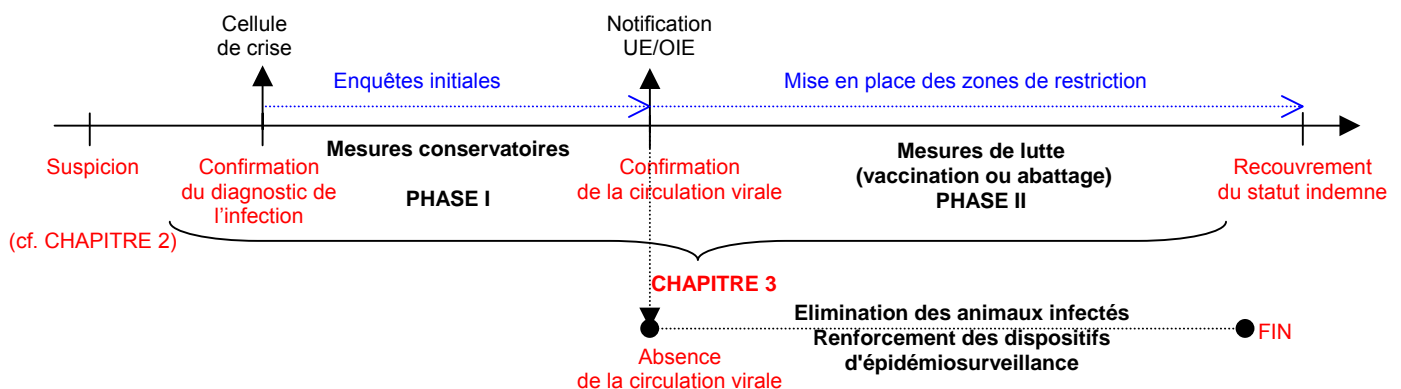 Cellule
de crise
Notification
UE/OIE
Enquêtes initiales
Mise en place des zones de restriction
Suspicion
Confirmation
du diagnostic de
l'infection
Mesures conservatoires
PHASE I
Confirmation
de la circulation virale
Mesures de lutte
(vaccination ou abattage)
PHASE II
Recouvrement
du statut indemne
(cf. CHAPITRE 2)
CHAPITRE 3
Elimination des animaux infectés
Renforcement des dispositifs
d'épidémiosurveillance
FIN
Absence
de la circulation virale